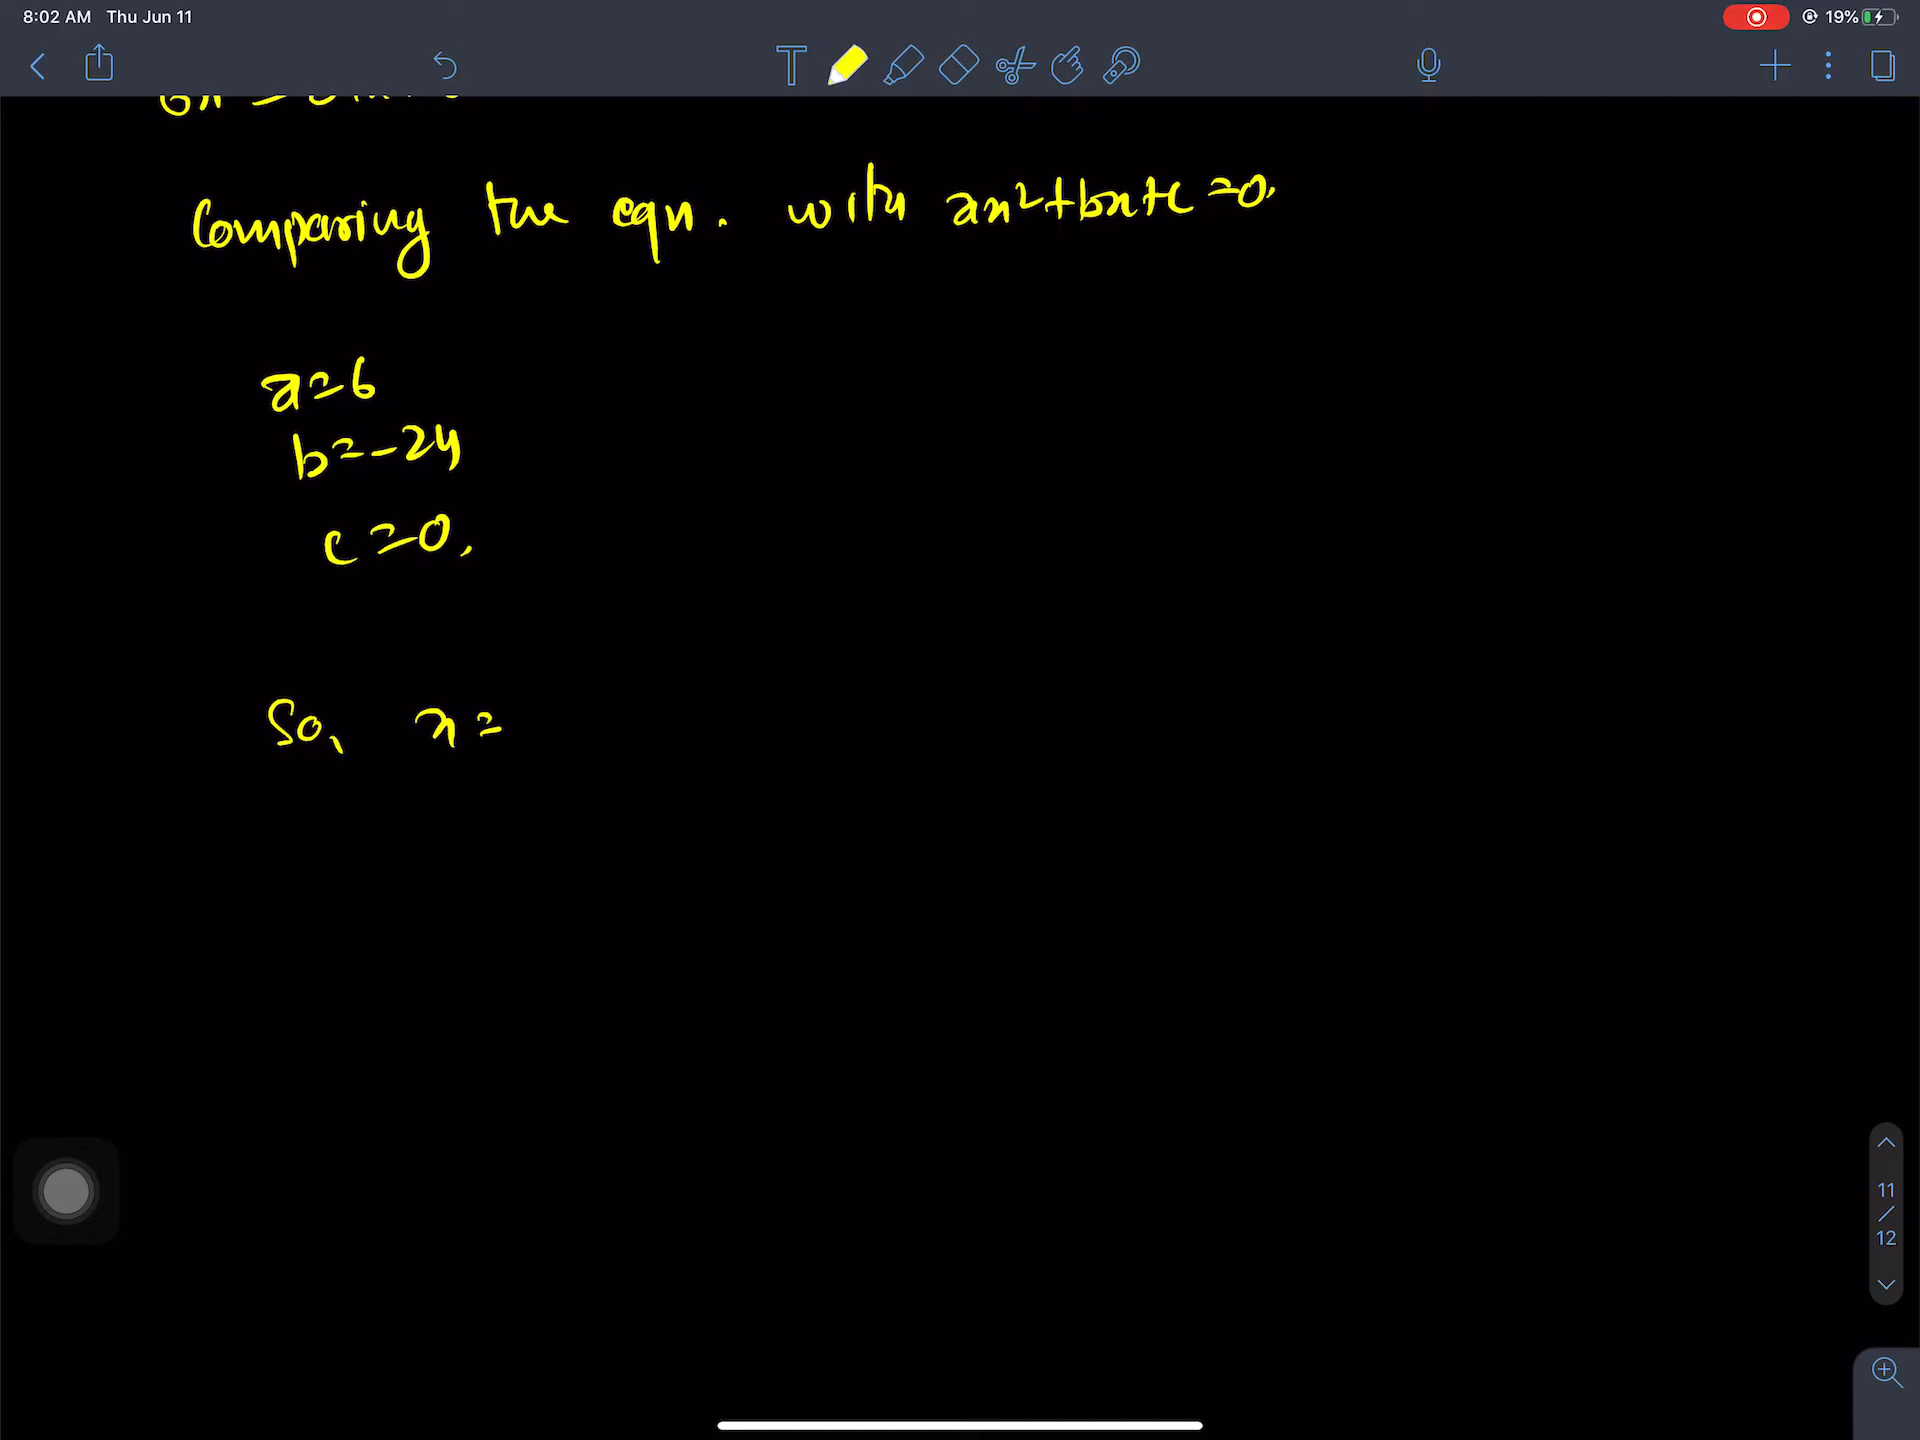 8:02 AM Thu Jun 11
19%
T
Comparing the eqn. with ax²+bx+c=0.
a=6
b=-24
c=0,
So, x=
11
/
12